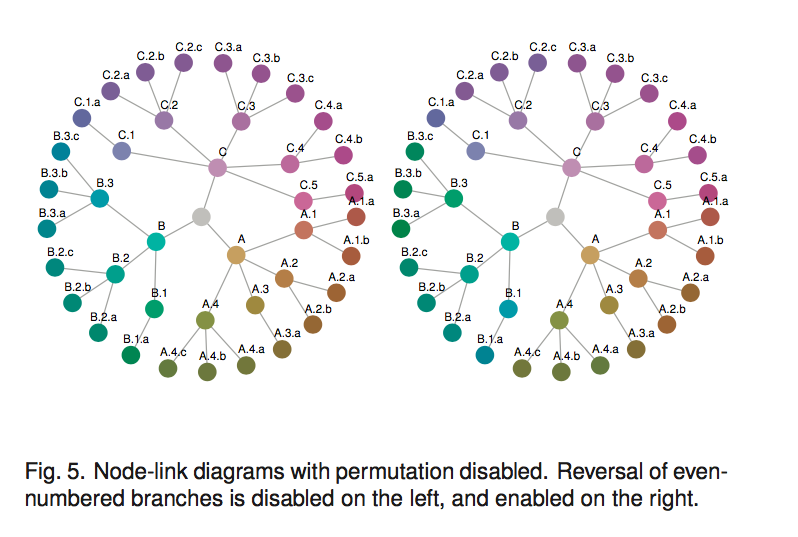 C.2.c C.3.a
C.2.b C.3.b
C.2.a C.3.c
C.1.a C.2 C.3 C.4.a
B.3.c C.1 C C.4 C.4.b
B.3.b B.3 C.5 C.5.a
B.3.a A.1 A.1.a
B.2.c B.2 B A A.1.b
B.2.b B.1 A.3 A.2 A.2.a
B.2.a A.4 A.2.b
B.1.a A.4.c A.4.b A.4.a A.3.a
C.2.c C.3.a
C.2.b C.3.b
C.2.a C.3.c
C.1.a C.2 C.3 C.4.a
B.3.c C.1 C C.4 C.4.b
B.3.b B.3 C.5 C.5.a
B.3.a A.1 A.1.a
B.2.c B.2 B A A.1.b
B.2.b B.1 A.3 A.2 A.2.a
B.2.a A.4 A.2.b
B.1.a A.4.c A.4.b A.4.a A.3.a
Fig. 5. Node-link diagrams with permutation disabled. Reversal of even-
numbered branches is disabled on the left, and enabled on the right.